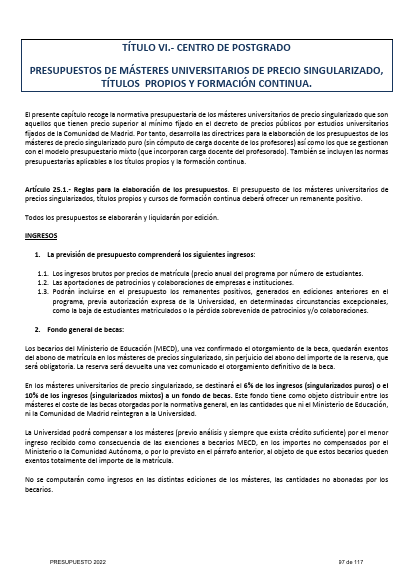 TÍTULO VI.- CENTRO DE POSTGRADO
PRESUPUESTOS DE MÁSTERES UNIVERSITARIOS DE PRECIO SINGULARIZADO,
TÍTULOS PROPIOS Y FORMACIÓN CONTINUA.
El presente capítulo recoge la normativa presupuestaria de los másteres universitarios de precio singularizado que son
aquellos que tienen precio superior al mínimo fijado en el decreto de precios públicos por estudios universitarios
fijados de la Comunidad de Madrid. Por tanto, desarrolla las directrices para la elaboración de los presupuestos de los
másteres de precio singularizado puro (sin cómputo de carga docente de los profesores) así como los que se gestionan
con el modelo presupuestario mixto (que incorporan carga docente del profesorado). También se incluyen las normas
presupuestarias aplicables a los títulos propios y la formación continua.
Artículo 25.1.- Reglas para la elaboración de los presupuestos. El presupuesto de los másteres universitarios de
precios singularizados, títulos propios y cursos de formación continua deberá ofrecer un remanente positivo.
Todos los presupuestos se elaborarán y liquidarán por edición.
INGRESOS
1. La previsión de presupuesto comprenderá los siguientes ingresos:
1.1. Los ingresos brutos por precios de matrícula (precio anual del programa por número de estudiantes.
1.2. Las aportaciones de patrocinios y colaboraciones de empresas e instituciones.
1.3. Podrán incluirse en el presupuesto los remanentes positivos, generados en ediciones anteriores en el
programa, previa autorización expresa de la Universidad, en determinadas circunstancias excepcionales,
como la baja de estudiantes matriculados o la pérdida sobrevenida de patrocinios y/o colaboraciones.
2. Fondo general de becas:
Los becarios del Ministerio de Educación (MECD), una vez confirmado el otorgamiento de la beca, quedarán exentos
del abono de matrícula en los másteres de precios singularizado, sin perjuicio del abono del importe de la reserva, que
será obligatoria. La reserva será devuelta una vez comunicado el otorgamiento definitivo de la beca.
En los másteres universitarios de precio singularizado, se destinará el 6% de los ingresos (singularizados puros) o el
10% de los ingresos (singularizados mixtos) a un fondo de becas. Este fondo tiene como objeto distribuir entre los
másteres el coste de las becas otorgadas por la normativa general, en las cantidades que ni el Ministerio de Educación,
ni la Comunidad de Madrid reintegran a la Universidad.
La Universidad podrá compensar a los másteres (previo análisis y siempre que exista crédito suficiente) por el menor
ingreso recibido como consecuencia de las exenciones a becarios MECD, en los importes no compensados por el
Ministerio o la Comunidad Autónoma, o por lo previsto en el párrafo anterior, al objeto de que estos becarios queden
exentos totalmente del importe de la matrícula.
No se computarán como ingresos en las distintas ediciones de los másteres, las cantidades no abonadas por los
becarios.
PRESUPUESTO 2022
97 de 117